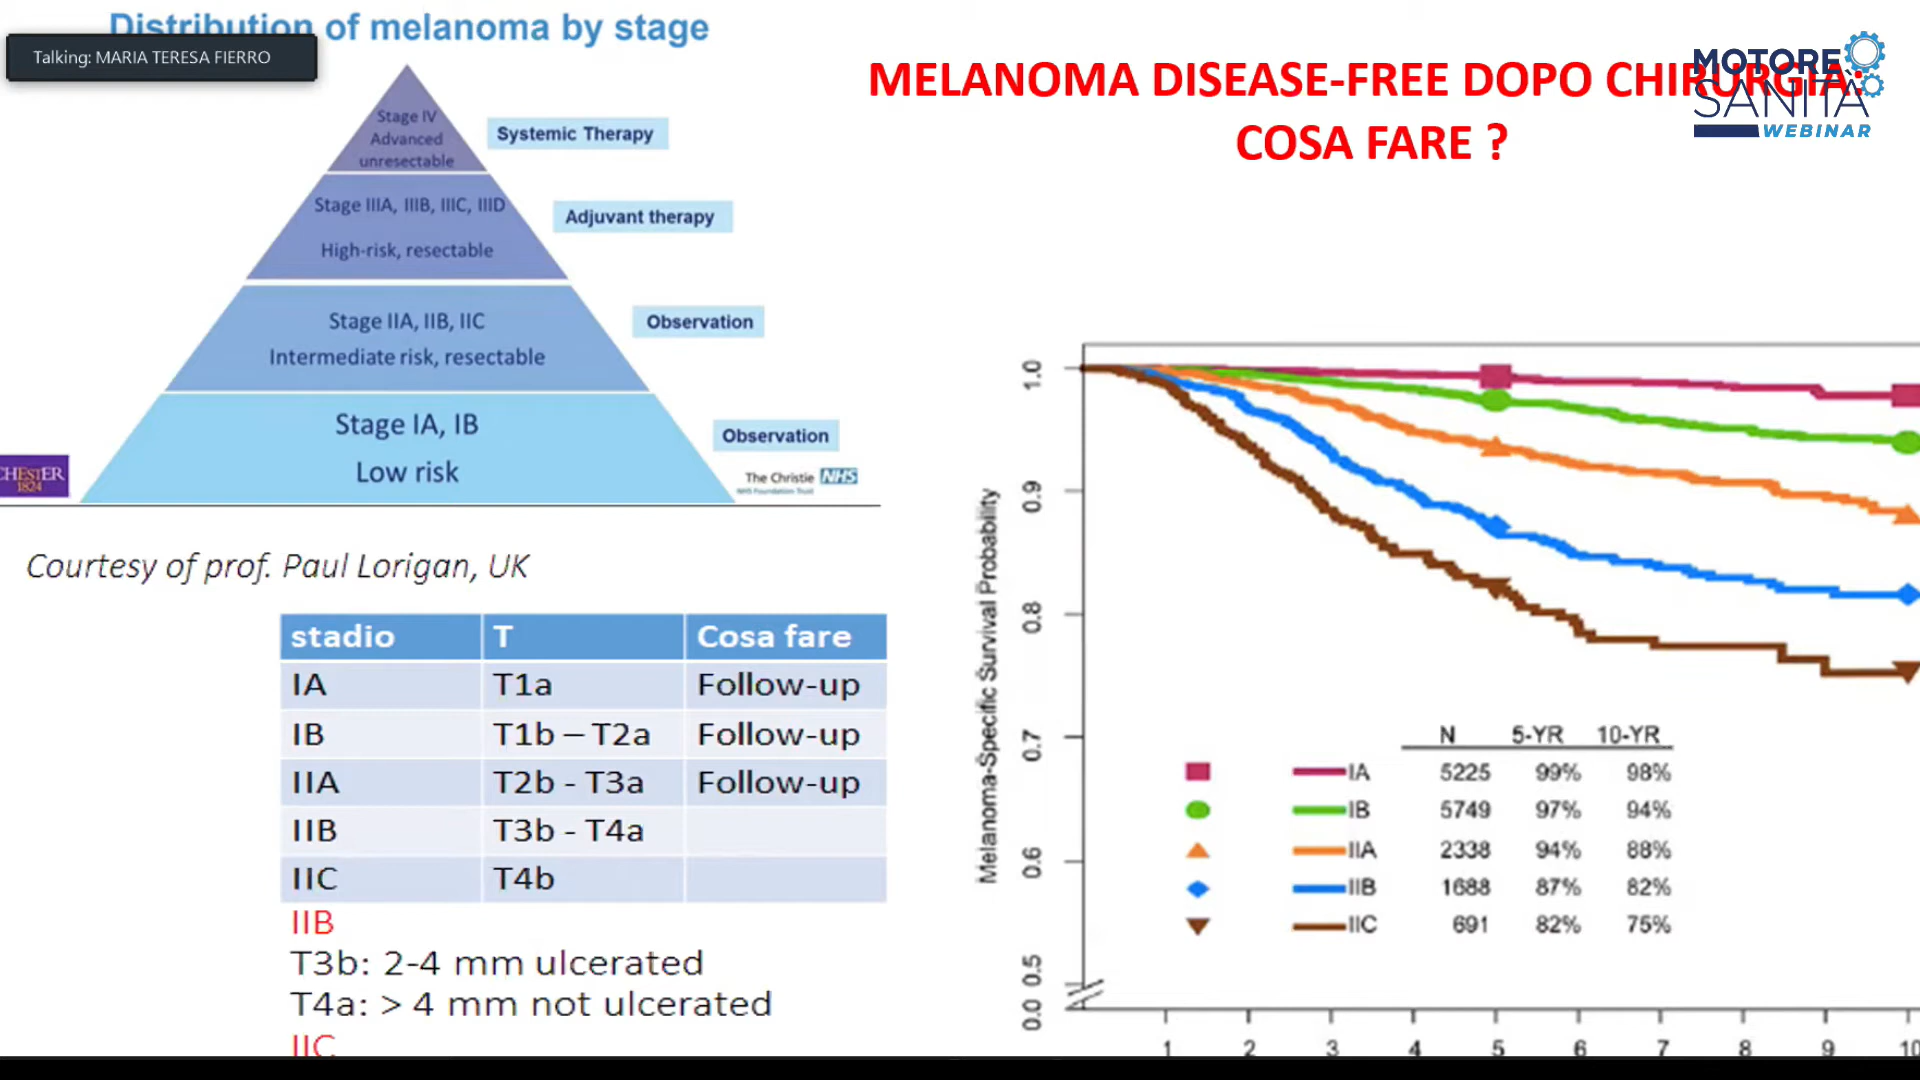 Distribution of melanoma by stage
Talking: MARIA TERESA FIERRO
Stage IV
Advanced
unresectable
Systemic Therapy
Stage IIIA, IIIB, IIIC, IIID
High-risk, resectable
Adjuvant therapy
Stage IIA, IIB, IIC
Intermediate risk, resectable
Observation
Stage IA, IB
Low risk
Observation
CHESTER
1824
The Christie NHS
NHS Foundation Trust
Courtesy of prof. Paul Lorigan, UK
stadio T Cosa fare
IA T1a Follow-up
IB T1b – T2a Follow-up
IIA T2b - T3a Follow-up
IIB T3b - T4a
IIC T4b
IIB
T3b: 2-4 mm ulcerated
T4a: > 4 mm not ulcerated
IIC
MELANOMA DISEASE-FREE DOPO CHIRURGIA:
COSA FARE ?
MOTORE
SANITÀ
WEBINAR
Melanoma-Specific Survival Probability
1.0
0.9
0.8
0.7
0.6
0.5
0.0
N 5-YR 10-YR
IA 5225 99% 98%
IB 5749 97% 94%
IIA 2338 94% 88%
IIB 1688 87% 82%
IIC 691 82% 75%
1 2 3 4 5 6 7 8 9 10